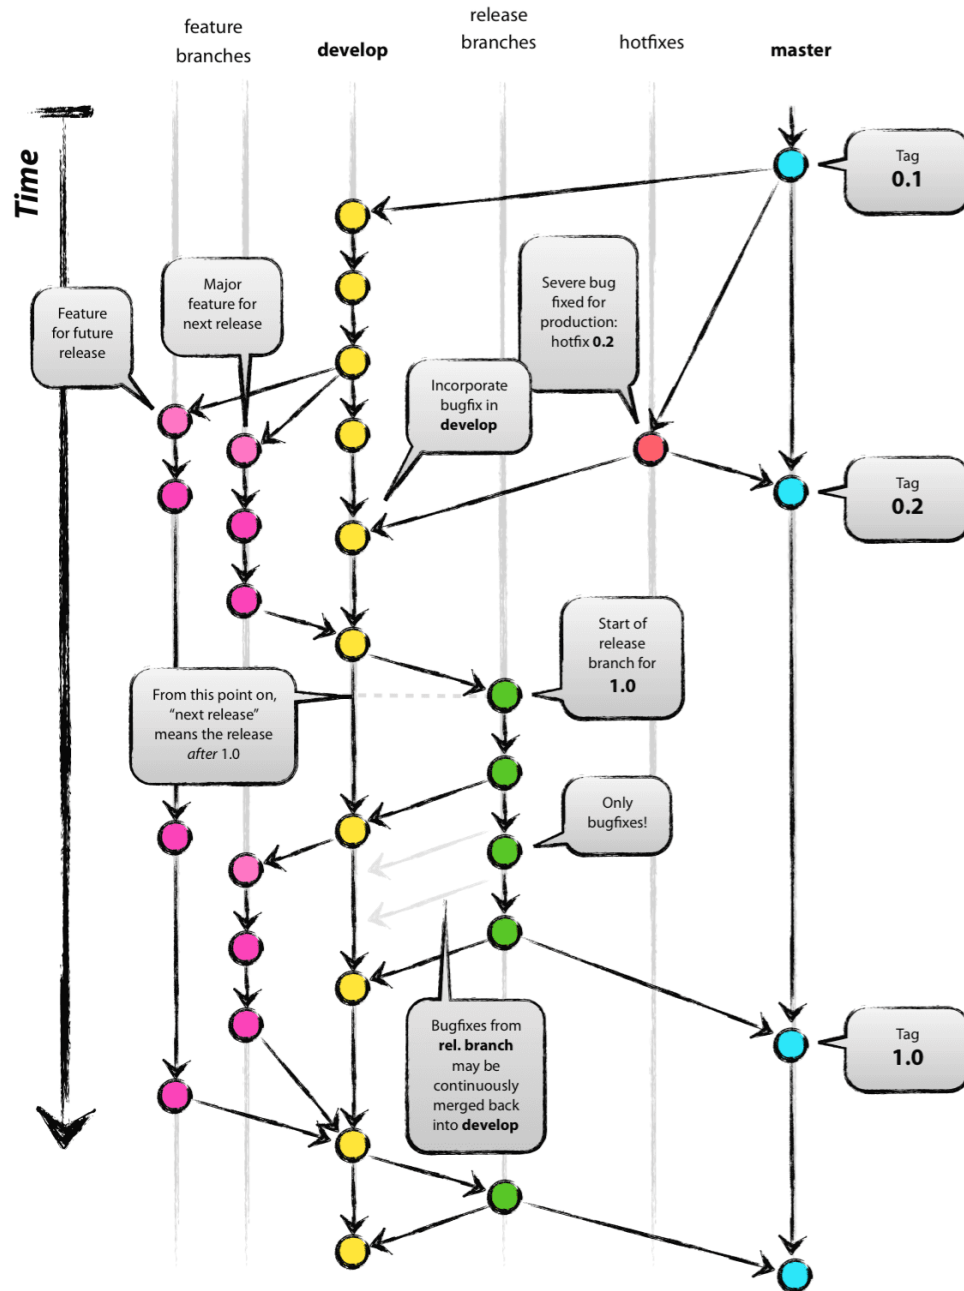 feature
branches
develop
release
branches
hotfixes
master
Time
Tag
0.1
Major
feature for
next release
Feature
for future
release
Severe bug
fixed for
production:
hotfix 0.2
Incorporate
bugfix in
develop
Tag
0.2
Start of
release
branch for
1.0
From this point on,
“next release”
means the release
after 1.0
Only
bugfixes!
Bugfixes from
rel. branch
may be
continuously
merged back
into develop
Tag
1.0